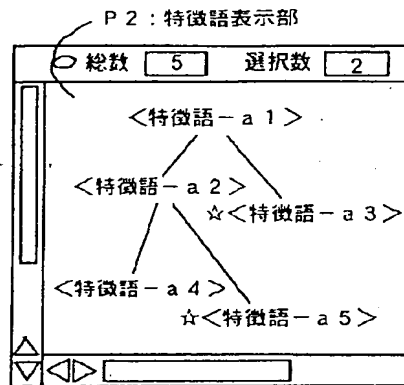 P2:特徴語表示部
総数 5 選択数 2
<特徴語-a1>
<特徴語-a2>
☆<特徴語-a3>
<特徴語-a4>
☆<特徴語-a5>